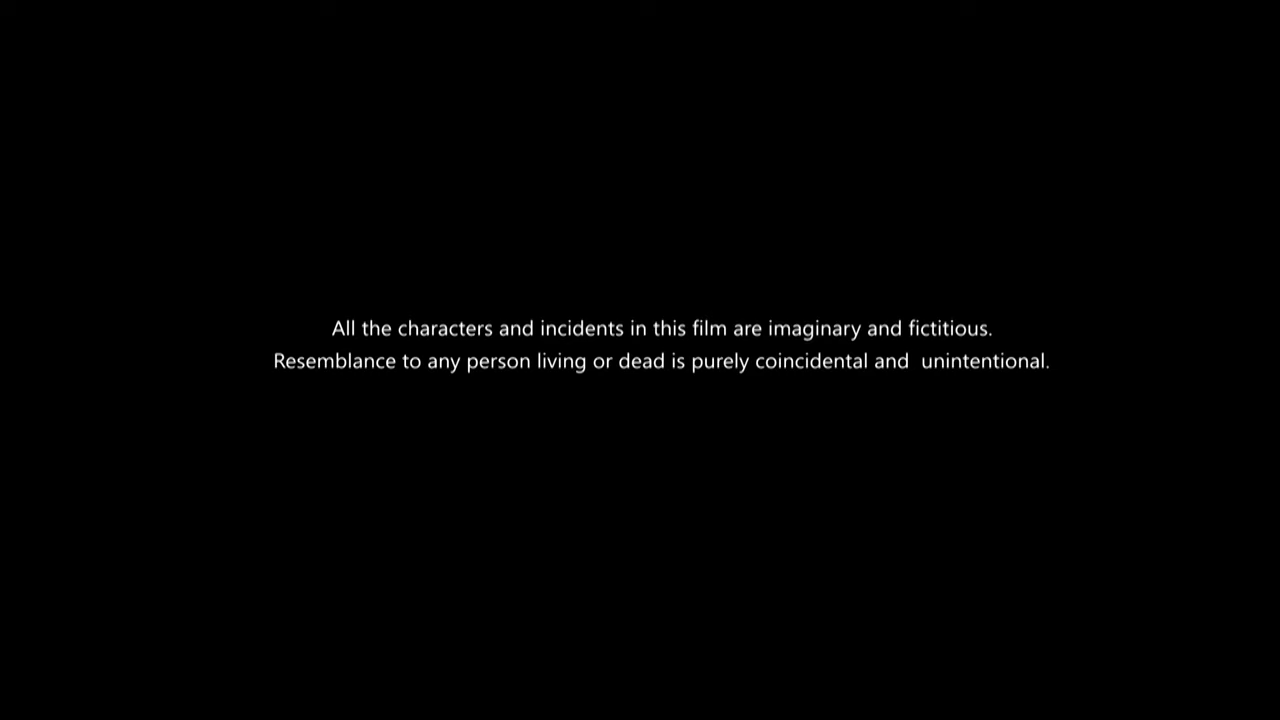 All the characters and incidents in this film are imaginary and fictitious.
Resemblance to any person living or dead is purely coincidental and  unintentional.